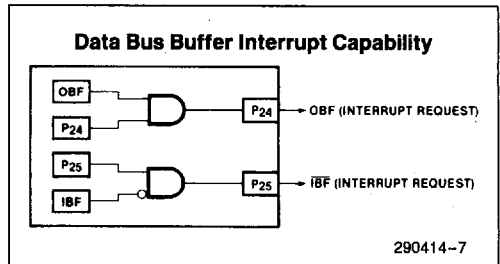 Data Bus Buffer Interrupt Capability
OBF
P24
P24
OBF (INTERRUPT REQUEST)
P25
IBF
P25
IBF (INTERRUPT REQUEST)
290414-7